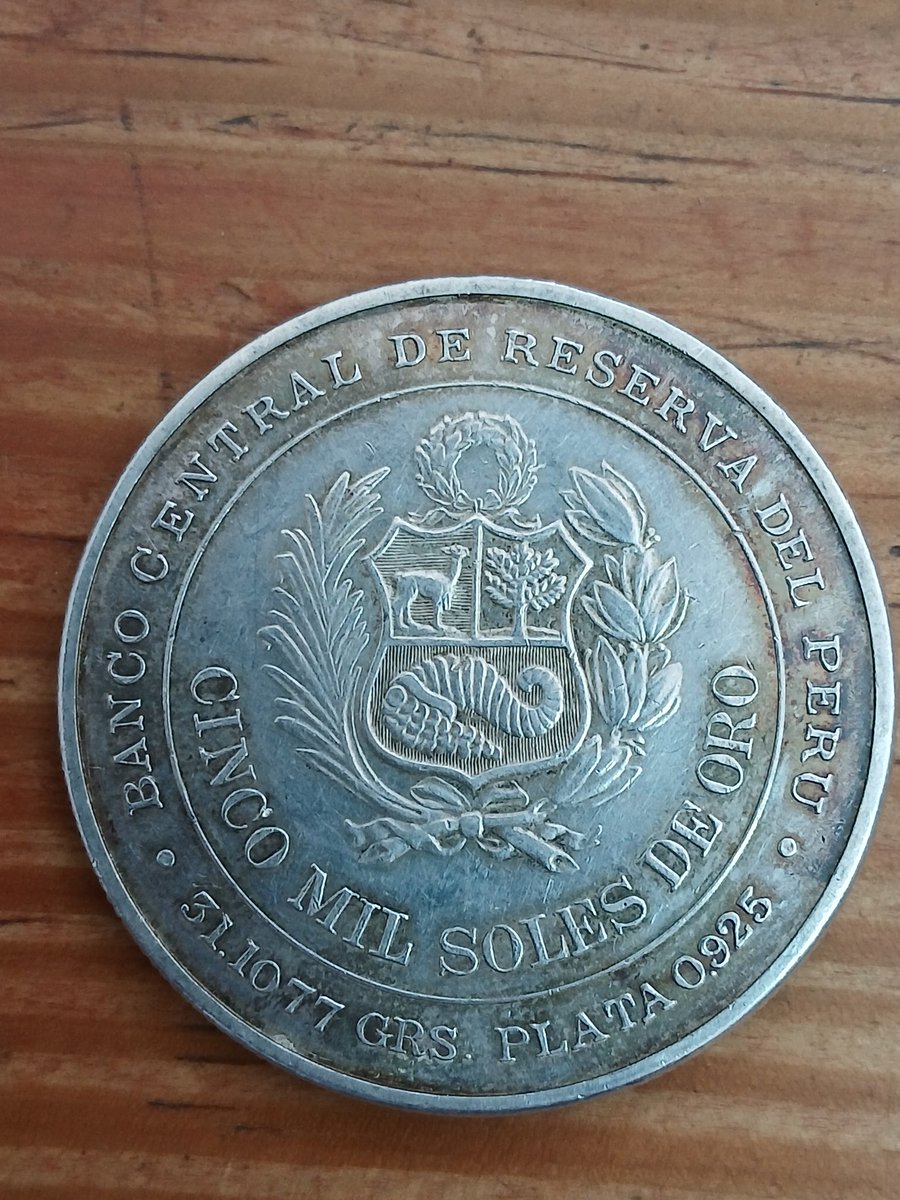 BANCO CENTRAL DE RESERVA DEL PERU
CINCO MIL SOLES DE ORO
31.1077 GRS. PLATA 0.925